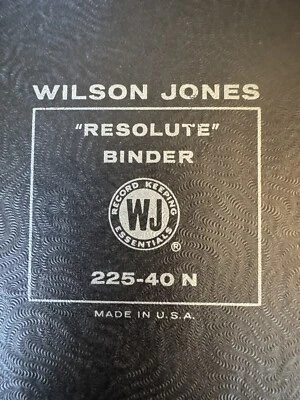 WILSON JONES
"RESOLUTE"
BINDER
RECORD KEEPING
WJ
ESSENTIALS
®
225-40 N
MADE IN U.S.A.